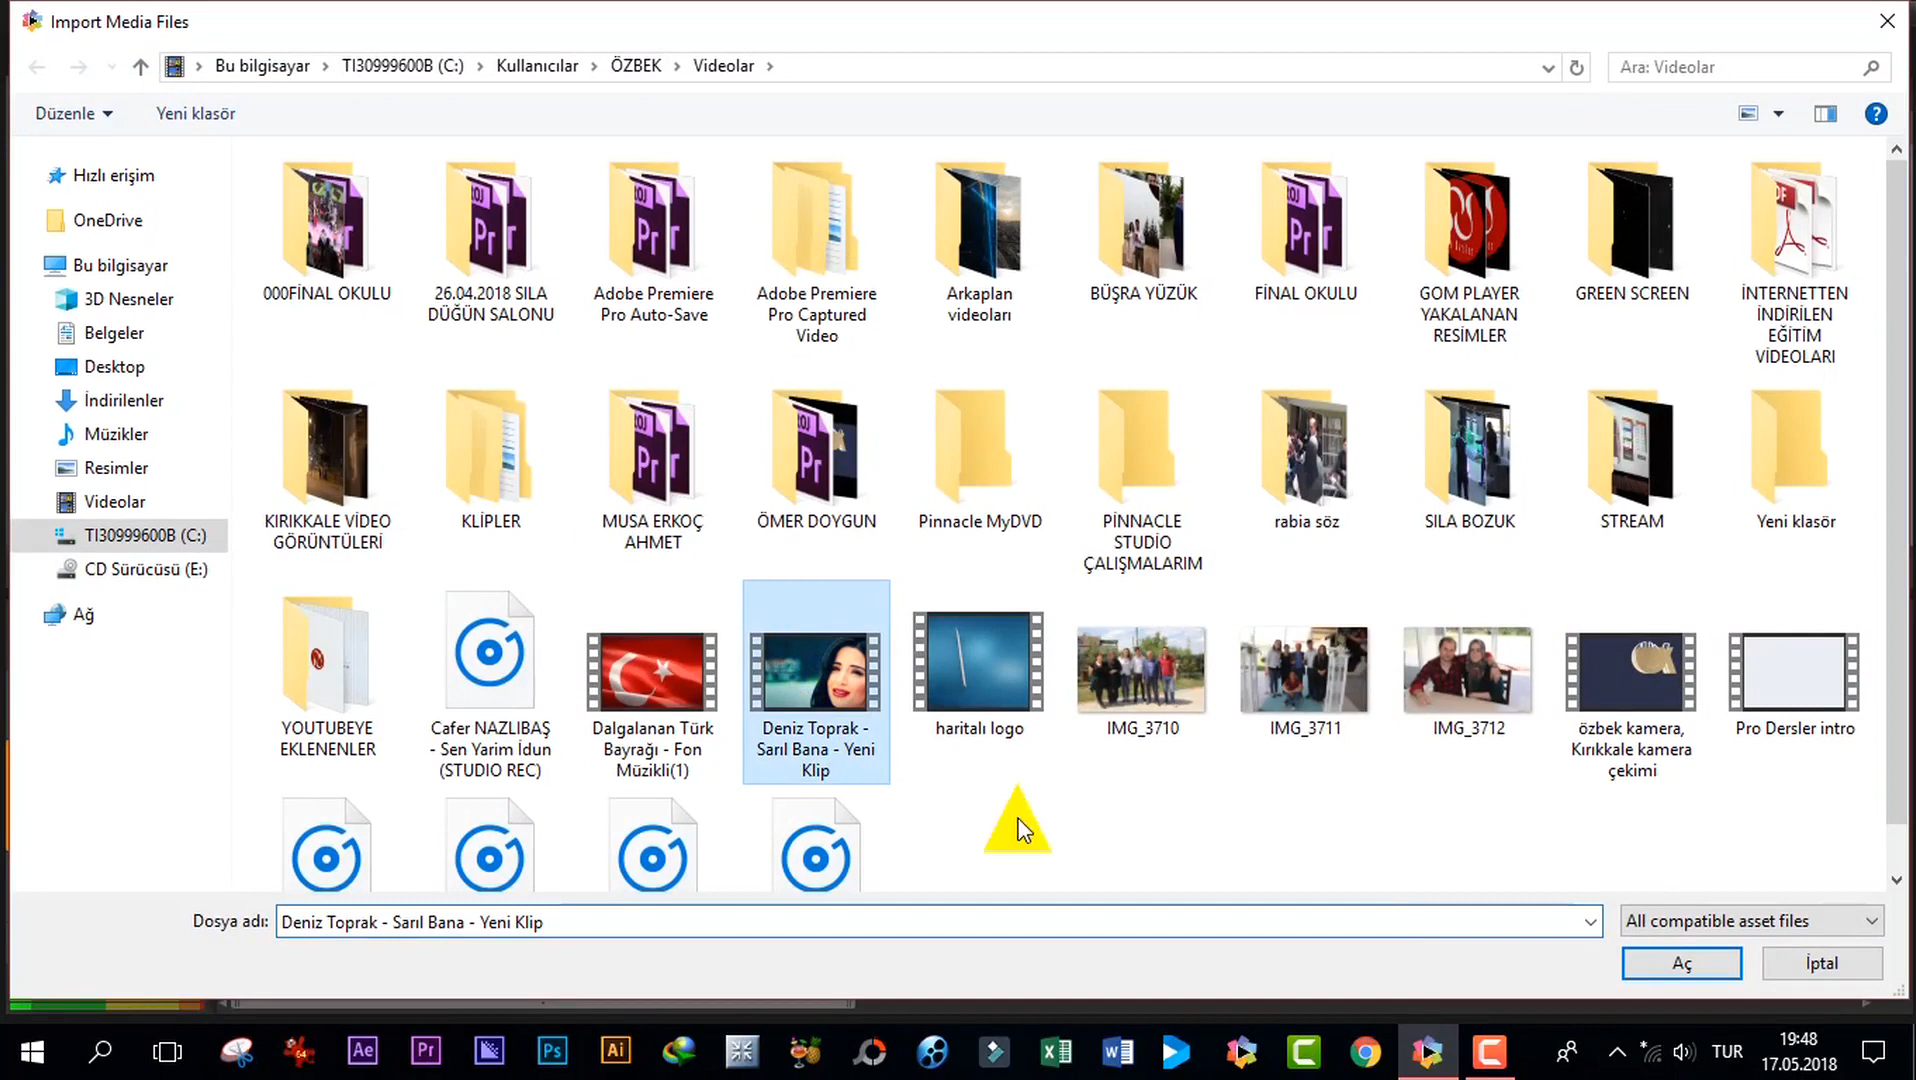 Import Media Files
Bu bilgisayar
TI30999600B (C:)
Kullanıcılar
ÖZBEK
Videolar
Ara: Videolar
Düzenle
Yeni klasör
Hızlı erişim
OneDrive
Bu bilgisayar
3D Nesneler
Belgeler
Desktop
İndirilenler
Müzikler
Resimler
Videolar
TI30999600B (C:)
CD Sürücüsü (E:)
Ağ
000FİNAL OKULU
26.04.2018 SILA
DÜĞÜN SALONU
Adobe Premiere
Pro Auto-Save
Adobe Premiere
Pro Captured
Video
Arkaplan
videoları
BÜŞRA YÜZÜK
FİNAL OKULU
GOM PLAYER
YAKALANAN
RESİMLER
GREEN SCREEN
İNTERNETTEN
İNDİRİLEN
EĞİTİM
VİDEOLARI
KIRIKKALE VİDEO
GÖRÜNTÜLERİ
KLİPLER
MUSA ERKOÇ
AHMET
ÖMER DOYGUN
Pinnacle MyDVD
PİNNACLE
STUDİO
ÇALIŞMALARIM
rabia söz
SILA BOZUK
STREAM
Yeni klasör
YOUTUBEYE
EKLENENLER
Cafer NAZLIBAŞ
- Sen Yarim İdun
(STUDIO REC)
Dalgalanan Türk
Bayrağı - Fon
Müzikli(1)
Deniz Toprak -
Sarıl Bana - Yeni
Klip
haritalı logo
IMG_3710
IMG_3711
IMG_3712
özbek kamera,
Kırıkkale kamera
çekimi
Pro Dersler intro
Dosya adı:
Deniz Toprak - Sarıl Bana - Yeni Klip
All compatible asset files
Aç
İptal
Ae
Pr
Ps
Ai
TUR
19:48
17.05.2018